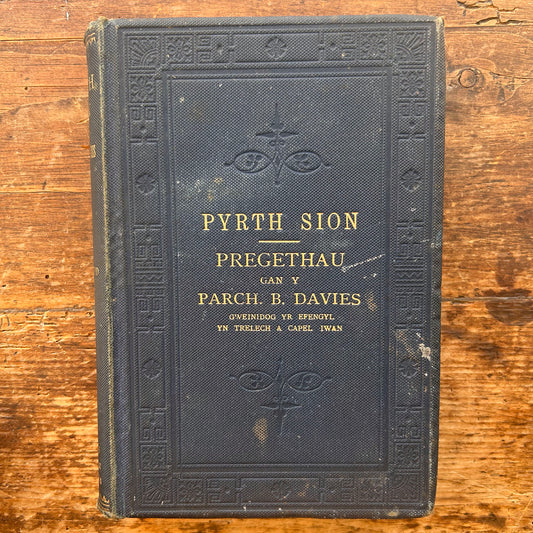 PYRTH SION
PREGETHAU
GAN Y
PARCH. B. DAVIES
GWEINIDOG YR EFENGYL
YN TRELECH A CAPEL IWAN